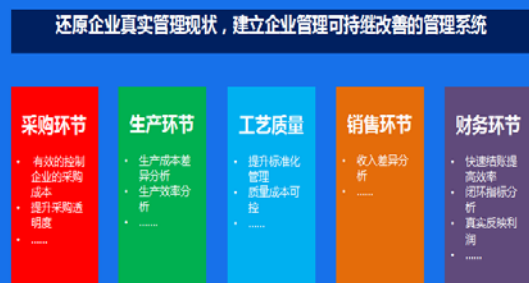 还原企业真实管理现状，建立企业管理可持继改善的管理系统
采购环节
• 有效的控制
企业的采购
成本
• 提升采购透
明度
• ......
生产环节
• 生产成本差
异分析
• 生产效率分
析
• .......
工艺质量
• 提升标准化
管理
• 质量成本可
控
• ......
销售环节
• 收入差异分
析
• ......
财务环节
• 快速结账提
高效率
• 闭环指标分
析
• 真实反映利
润
• ......